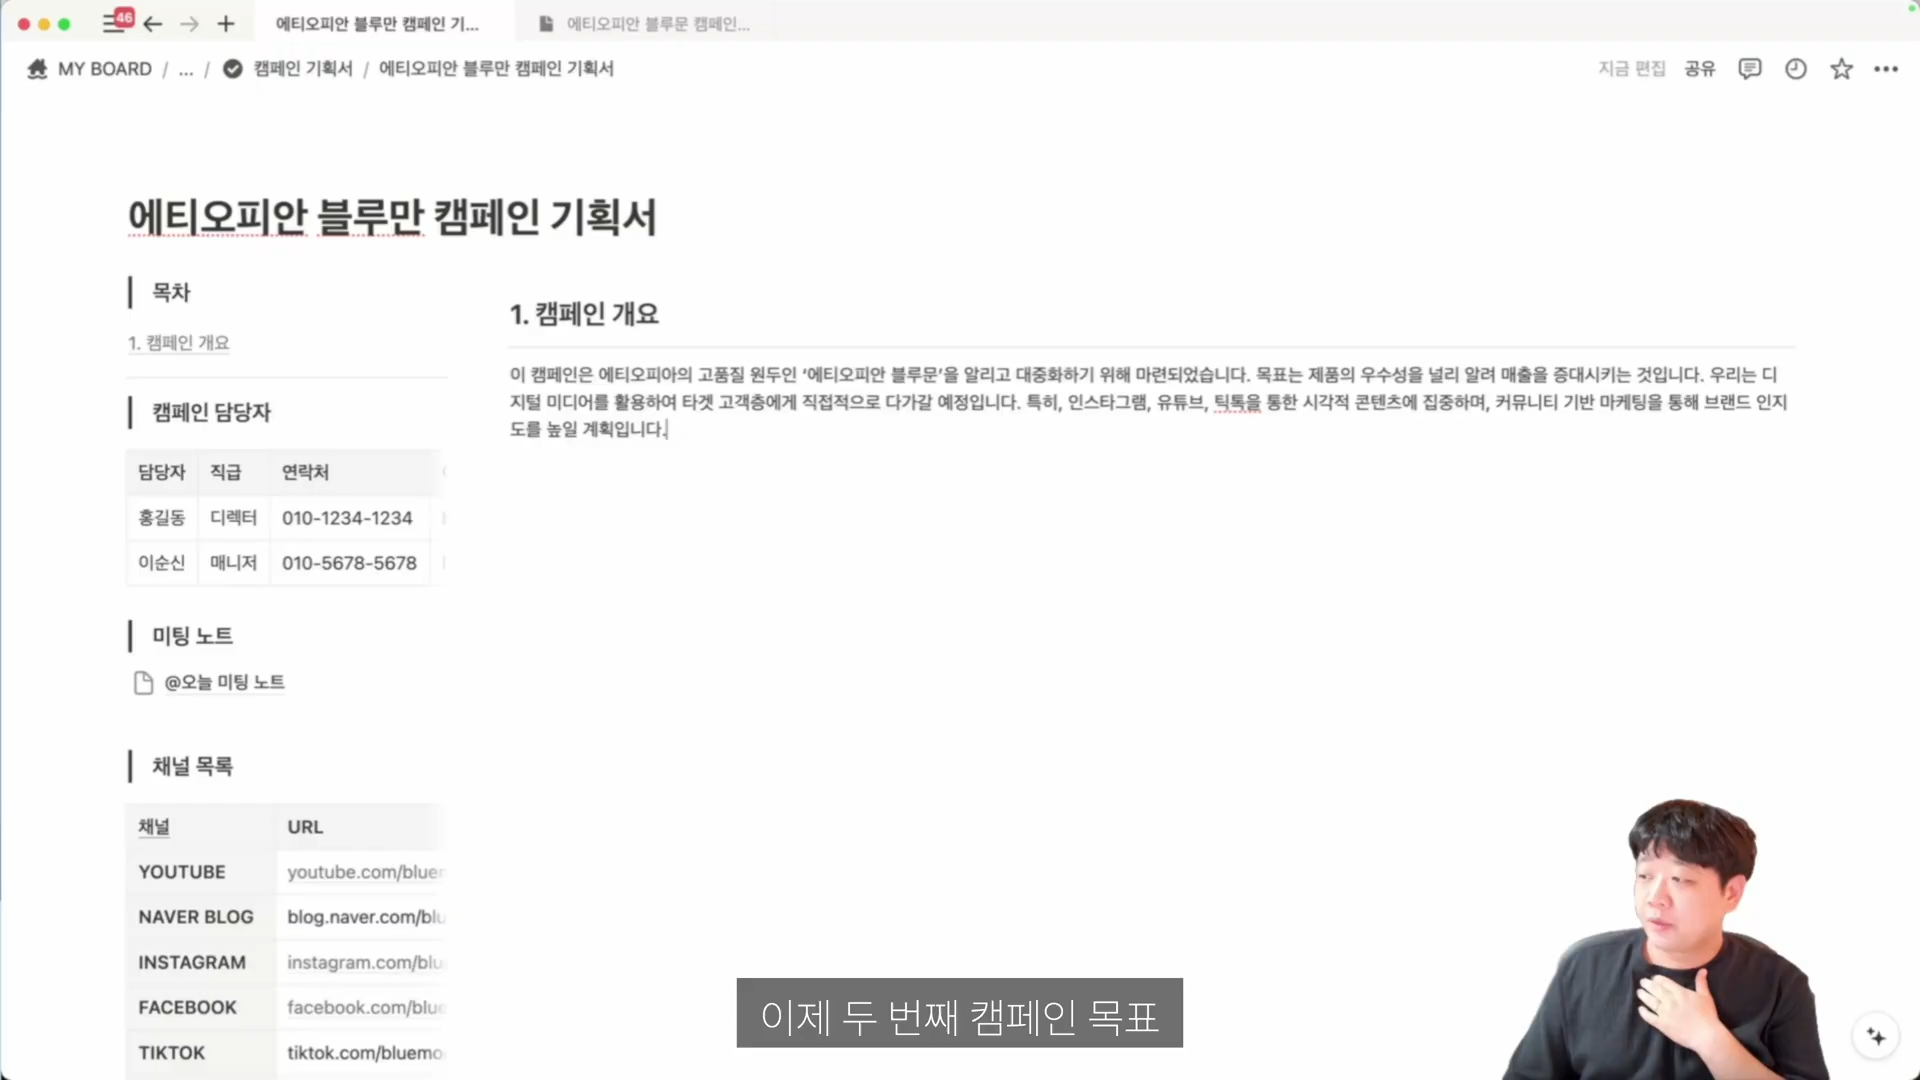 46
에티오피안 블루만 캠페인 기...
에티오피안 블루문 캠페인...
MY BOARD / ... / 캠페인 기획서 / 에티오피안 블루만 캠페인 기획서
지금 편집 공유
에티오피안 블루만 캠페인 기획서
목차
1. 캠페인 개요
캠페인 담당자
담당자 직급 연락처
홍길동 디렉터 010-1234-1234
이순신 매니저 010-5678-5678
미팅 노트
@오늘 미팅 노트
채널 목록
채널 URL
YOUTUBE youtube.com/bluem
NAVER BLOG blog.naver.com/blu
INSTAGRAM instagram.com/blu
FACEBOOK facebook.com/blue
TIKTOK tiktok.com/bluemo
1. 캠페인 개요
이 캠페인은 에티오피아의 고품질 원두인 ‘에티오피안 블루문’을 알리고 대중화하기 위해 마련되었습니다. 목표는 제품의 우수성을 널리 알려 매출을 증대시키는 것입니다. 우리는 디
지털 미디어를 활용하여 타겟 고객층에게 직접적으로 다가갈 예정입니다. 특히, 인스타그램, 유튜브, 틱톡을 통한 시각적 콘텐츠에 집중하며, 커뮤니티 기반 마케팅을 통해 브랜드 인지
도를 높일 계획입니다.
이제 두 번째 캠페인 목표